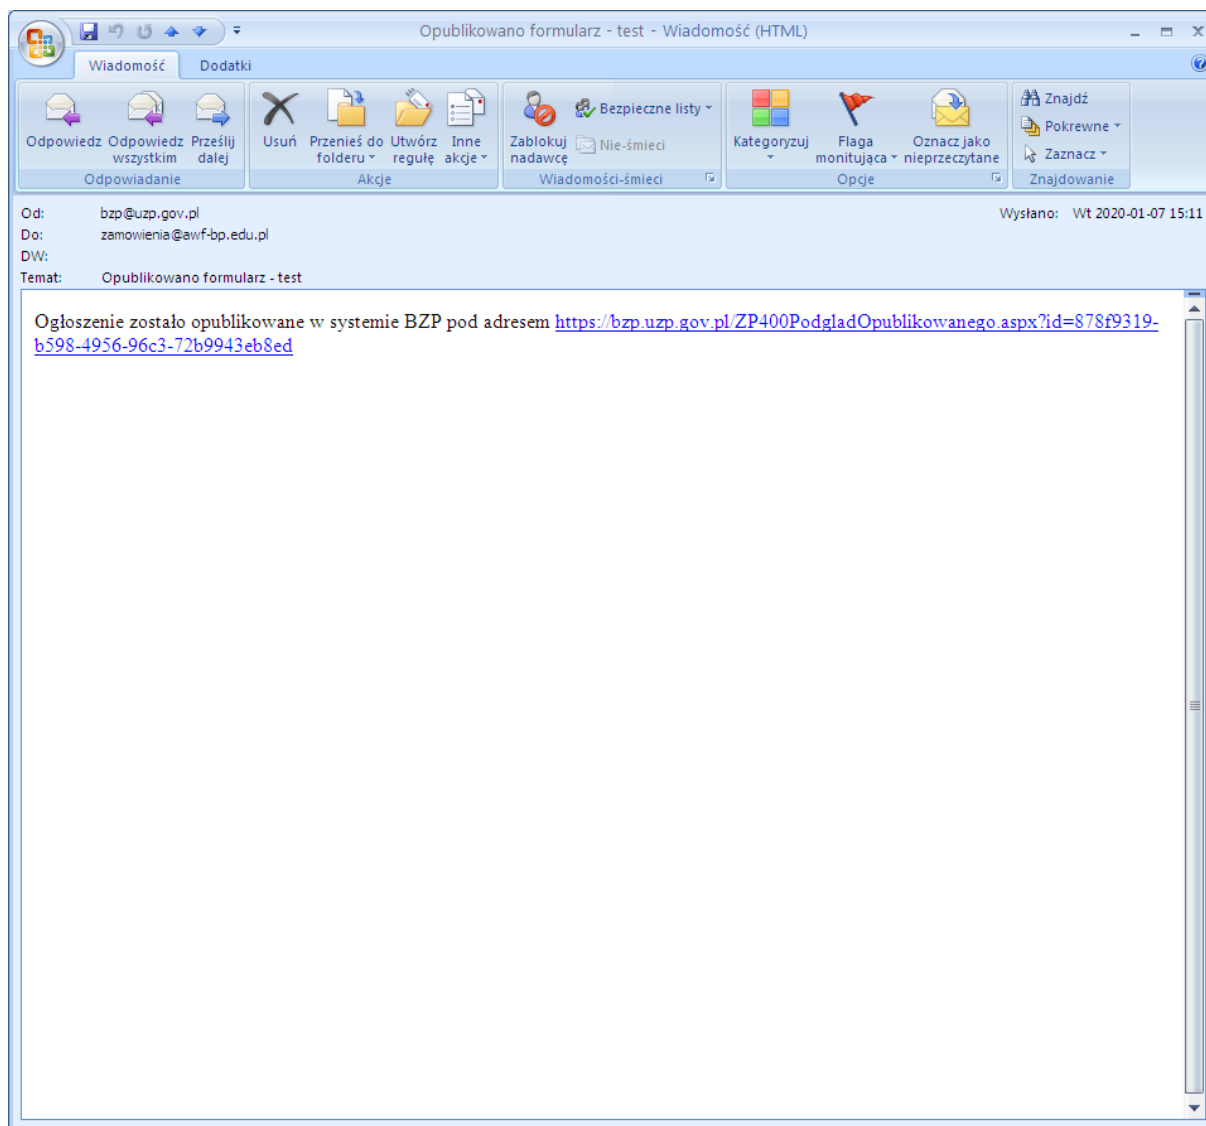 Opublikowano formularz - test - Wiadomość (HTML)
Wiadomość Dodatki
Odpowiedz Odpowiedz wszystkim Prześlij dalej
Odpowiadanie
Usuń Przenieś do folderu Utwórz regułę Inne akcje
Akcje
Zablokuj nadawcę Bezpieczne listy
Nie-śmieci
Wiadomości-śmieci
Kategoryzuj Flaga monitująca Oznacz jako nieprzeczytane
Opcje
Znajdź
Pokrewne
Zaznacz
Znajdowanie
Od: bzp@uzp.gov.pl Wysłano: Wt 2020-01-07 15:11
Do: zamowienia@awf-bp.edu.pl
DW:
Temat: Opublikowano formularz - test
Ogłoszenie zostało opublikowane w systemie BZP pod adresem https://bzp.uzp.gov.pl/ZP400PodgladOpublikowanego.aspx?id=878f9319-
b598-4956-96c3-72b9943eb8ed